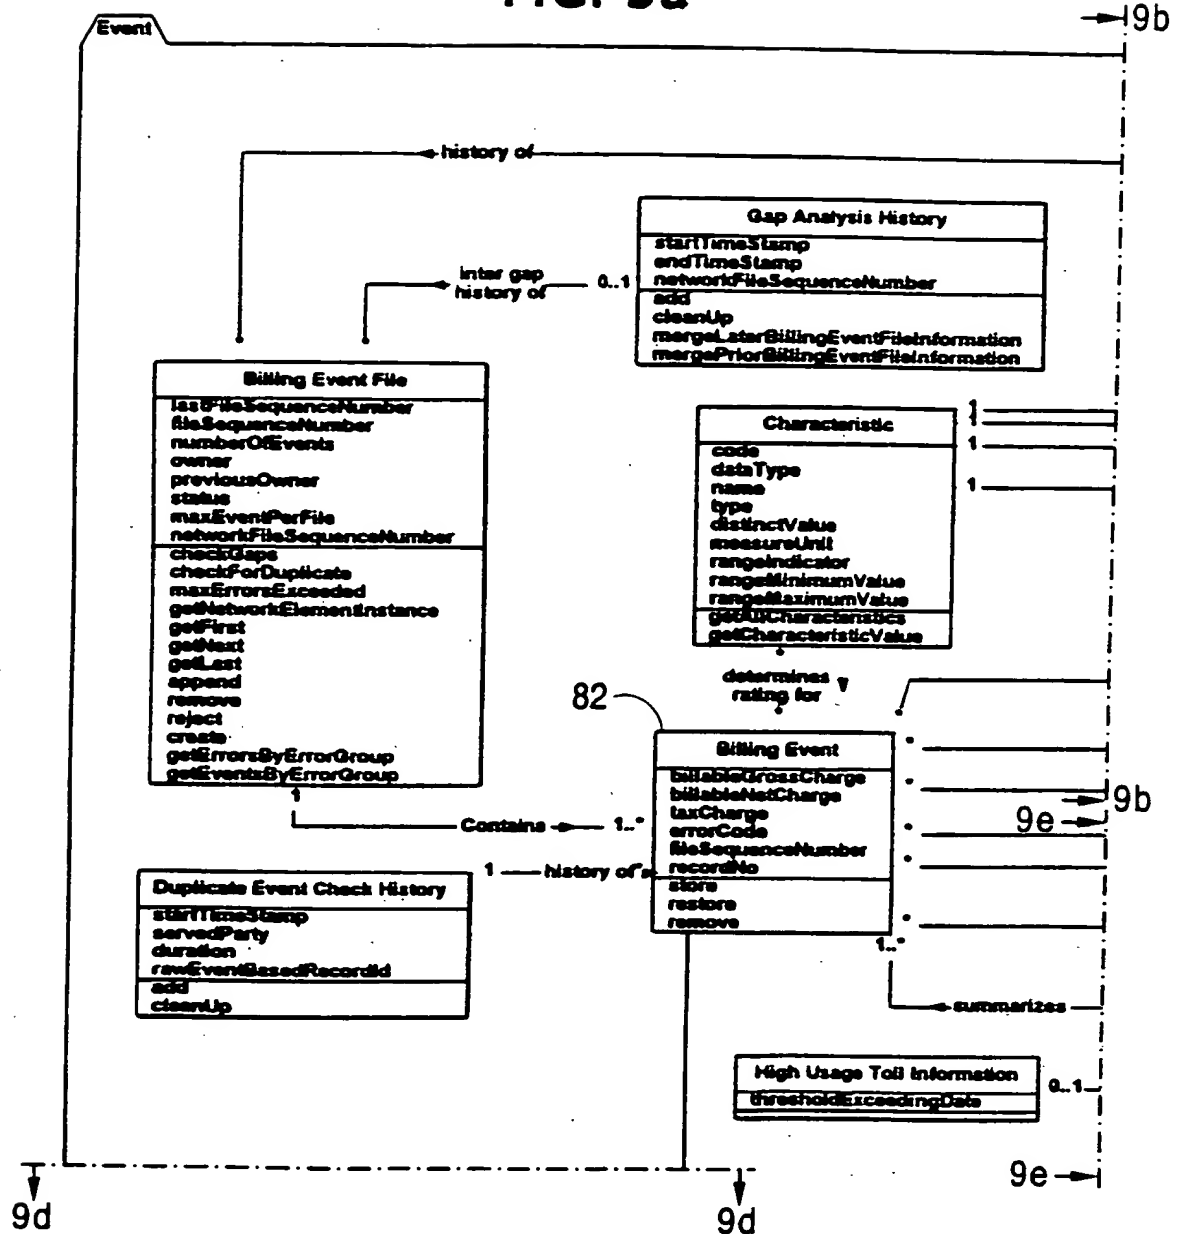 FIG. 9a
9b
Event
history of
Gap Analysis History
startTimeStamp
endTimeStamp
networkFileSequenceNumber
add
cleanUp
mergeLaterBillingEventFileInformation
mergePriorBillingEventFileInformation
inter gap
history of
0..1
Billing Event File
lastFileSequenceNumber
fileSequenceNumber
numberOfEvents
owner
previousOwner
status
maxEventPerFile
networkFileSequenceNumber
checkGaps
checkForDuplicate
maxErrorsExceeded
getNetworkElementInstance
getFirst
getNext
getLast
append
remove
reject
create
getErrorsByErrorGroup
getEventsByErrorGroup
Characteristic
code
dataType
name
type
distinctValue
measureUnit
rangeIndicator
rangeMinimumValue
rangeMaximumValue
getAllCharacteristics
getCharacteristicValue
1
1
1
1
*
determines
rating for
*
*
82
Billing Event
billableGrossCharge
billableNetCharge
taxCharge
errorCode
fileSequenceNumber
recordNo
store
restore
remove
*
*
*
*
*
9b
9e
1
Contains
1..*
1
history of
Duplicate Event Check History
startTimeStamp
servedParty
duration
rawEventBasedRecordId
add
cleanUp
1..*
summarizes
High Usage Toll Information
thresholdExceedingDate
0..1
9e
9d
9d